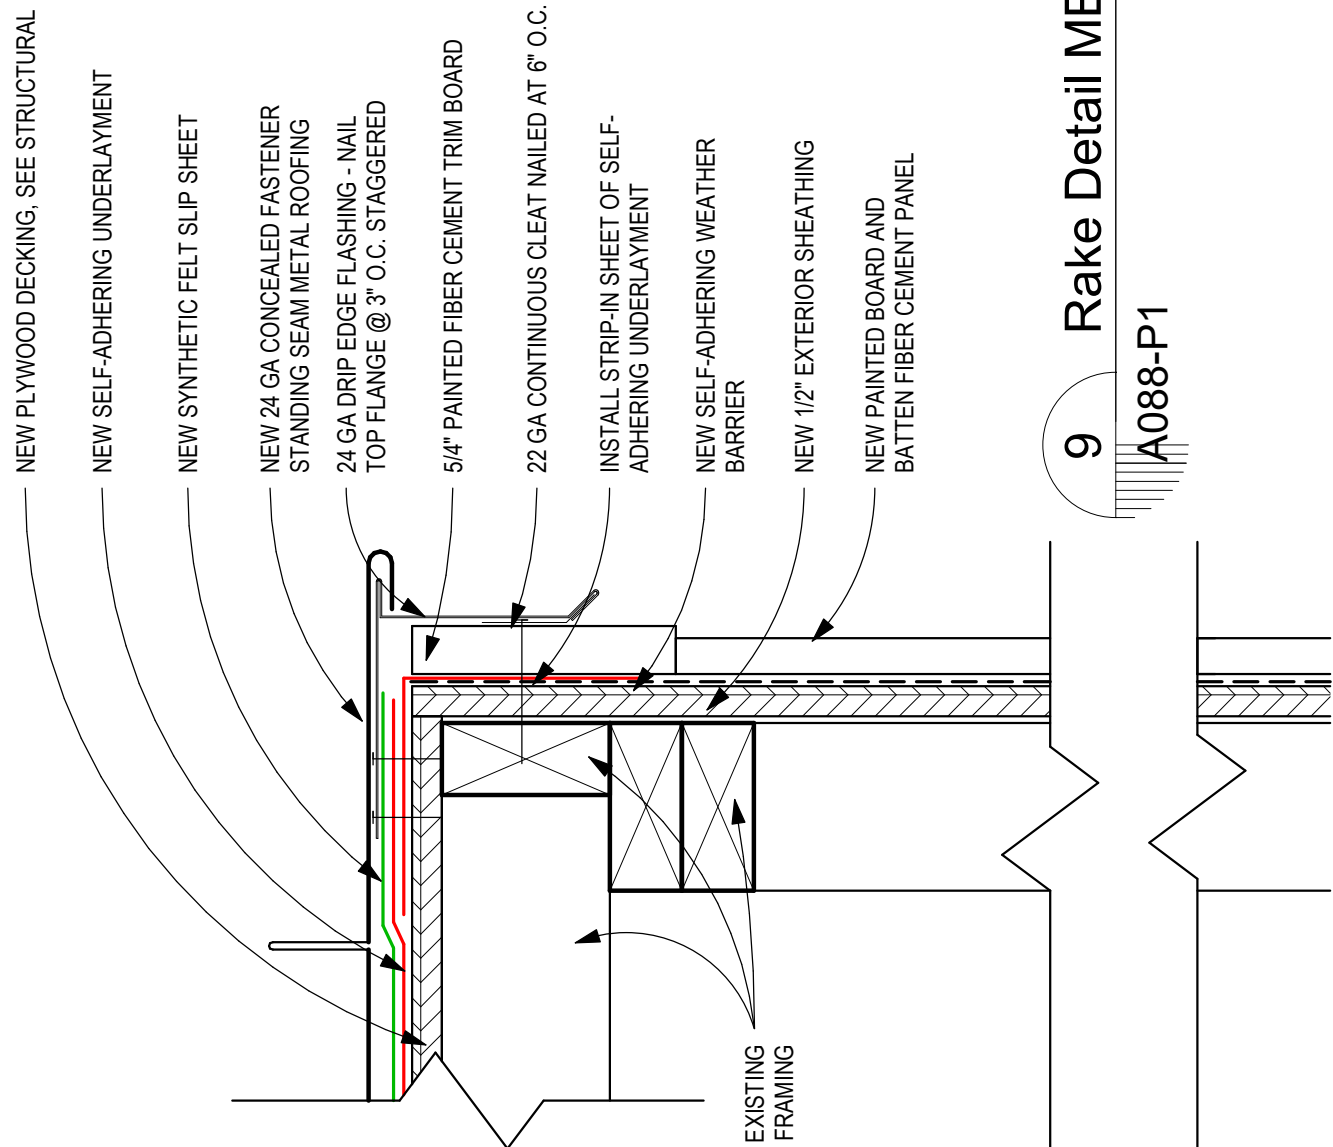 NEW PLYWOOD DECKING, SEE STRUCTURAL
NEW SELF-ADHERING UNDERLAYMENT
NEW SYNTHETIC FELT SLIP SHEET
NEW 24 GA CONCEALED FASTENER
STANDING SEAM METAL ROOFING
24 GA DRIP EDGE FLASHING - NAIL
TOP FLANGE @ 3" O.C. STAGGERED
5/4" PAINTED FIBER CEMENT TRIM BOARD
22 GA CONTINUOUS CLEAT NAILED AT 6" O.C.
INSTALL STRIP-IN SHEET OF SELF-
ADHERING UNDERLAYMENT
NEW SELF-ADHERING WEATHER
BARRIER
NEW 1/2" EXTERIOR SHEATHING
NEW PAINTED BOARD AND
BATTEN FIBER CEMENT PANEL
EXISTING
FRAMING
9 Rake Detail
A088-P1